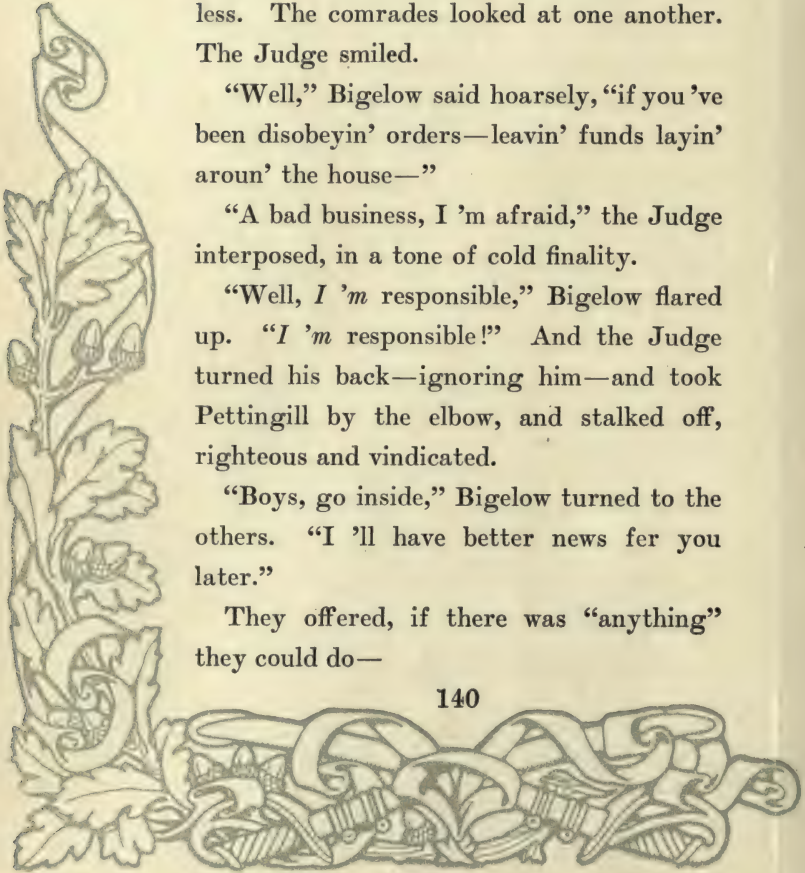 less. The comrades looked at one another.
The Judge smiled.
“Well,” Bigelow said hoarsely, “if you ’ve
been disobeyin’ orders—leavin’ funds layin’
aroun’ the house—”
“A bad business, I ’m afraid,” the Judge
interposed, in a tone of cold finality.
“Well, I ’m responsible,” Bigelow flared
up. “I ’m responsible!” And the Judge
turned his back—ignoring him—and took
Pettingill by the elbow, and stalked off,
righteous and vindicated.
“Boys, go inside,” Bigelow turned to the
others. “I ’ll have better news fer you
later.”
They offered, if there was “anything”
they could do—
140